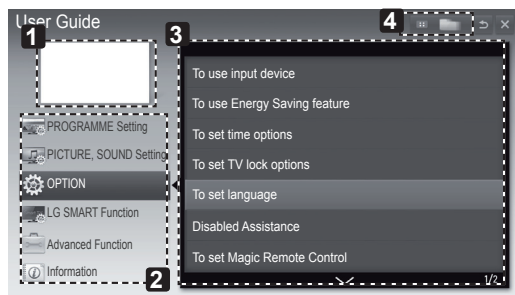 User Guide
1
3
4
To use input device
To use Energy Saving feature
To set time options
To set TV lock options
To set language
Disabled Assistance
To set Magic Remote Control
1/2
PROGRAMME Setting
PICTURE, SOUND Setting
OPTION
LG SMART Function
Advanced Function
Information
2